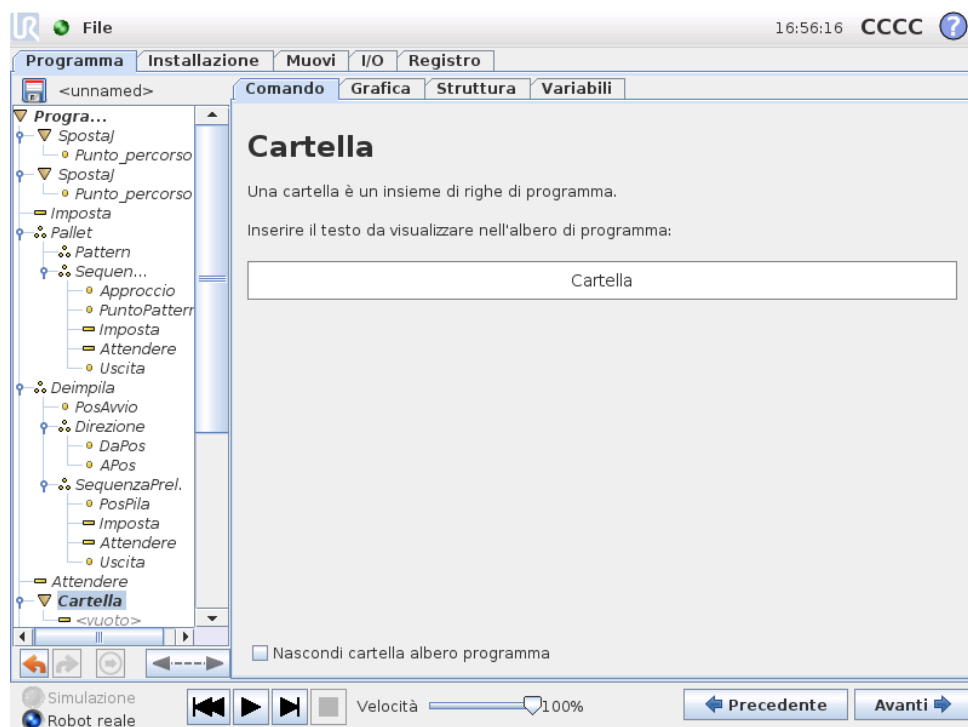 UR File 16:56:16 CCCC ?
Programma Installazione Muovi I/O Registro
<unnamed>
Comando Grafica Struttura Variabili
Progra...
SpostaJ
Punto_percorso
SpostaJ
Punto_percorso
Imposta
Pallet
Pattern
Sequen...
Approccio
PuntoPattern
Imposta
Attendere
Uscita
Deimpila
PosAvvio
Direzione
DaPos
APos
SequenzaPrel.
PosPila
Imposta
Attendere
Uscita
Attendere
Cartella
<vuoto>
Cartella
Una cartella è un insieme di righe di programma.
Inserire il testo da visualizzare nell'albero di programma:
Cartella
Nascondi cartella albero programma
Simulazione
Robot reale
Velocità 100%
Precedente Avanti